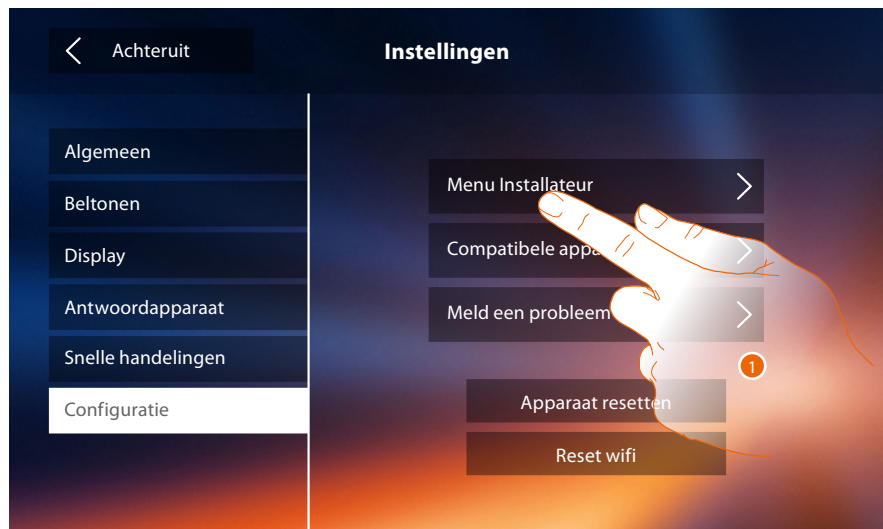 Achteruit
Instellingen
Algemeen
Beltonen
Display
Antwoordapparaat
Snelle handelingen
Configuratie
Menu Installateur
Compatibele
Meld een probleem
1
Apparaat resetten
Reset wifi